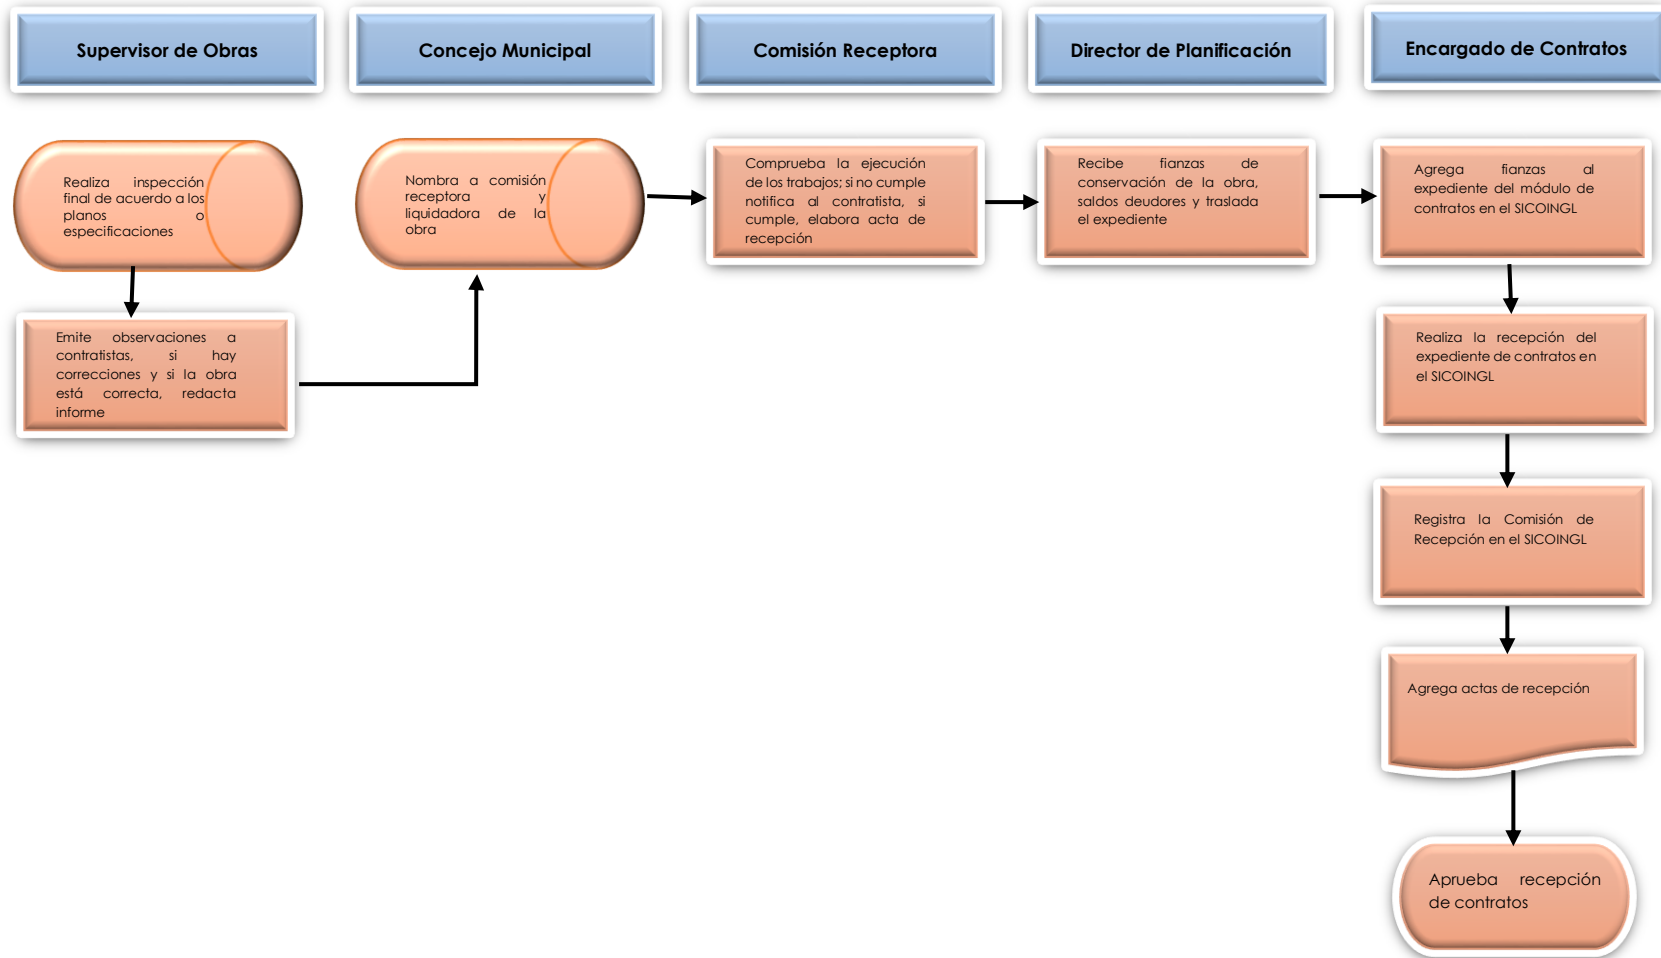 Supervisor de Obras
Concejo Municipal
Comisión Receptora
Director de Planificación
Encargado de Contratos
Realiza inspección
final de acuerdo a los
planos o
especificaciones
Emite observaciones a
contratistas, si hay
correcciones y si la obra
está correcta, redacta
informe
Nombra a comisión
receptora y
liquidadora de la
obra
Comprueba la ejecución
de los trabajos; si no cumple
notifica al contratista, si
cumple, elabora acta de
recepción
Recibe fianzas de
conservación de la obra,
saldos deudores y traslada
el expediente
Agrega fianzas al
expediente del módulo de
contratos en el SICOINGL
Realiza la recepción del
expediente de contratos en
el SICOINGL
Registra la Comisión de
Recepción en el SICOINGL
Agrega actas de recepción
Aprueba recepción
de contratos